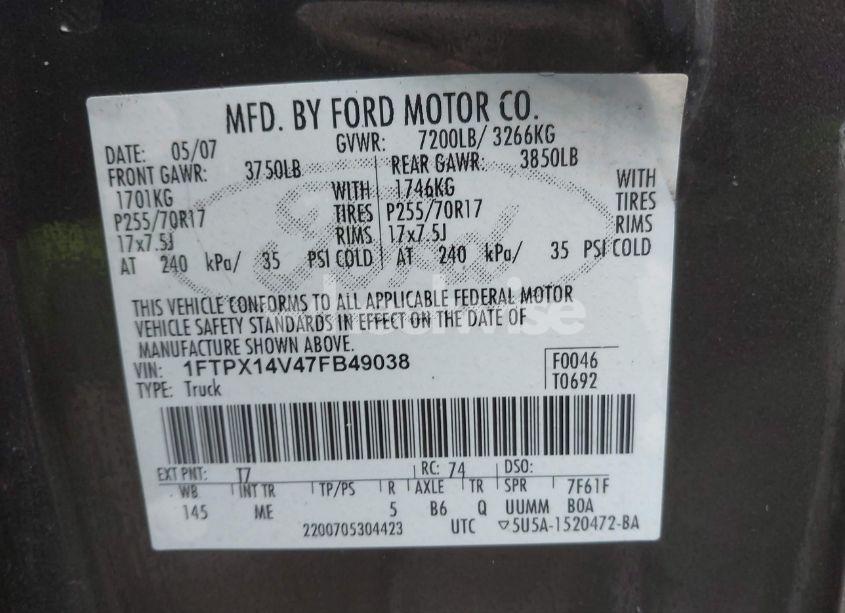 MFD. BY FORD MOTOR CO.
DATE: 05/07 GVWR: 7200LB/ 3266KG
FRONT GAWR: 3750LB REAR GAWR: 3850LB
1701KG WITH 1746KG WITH
P255/70R17 TIRES P255/70R17 TIRES
17x7.5J RIMS 17x7.5J RIMS
AT 240 kPa/ 35 PSI COLD AT 240 kPa/ 35 PSI COLD
Ford
THIS VEHICLE CONFORMS TO ALL APPLICABLE FEDERAL MOTOR
VEHICLE SAFETY STANDARDS IN EFFECT ON THE DATE OF
MANUFACTURE SHOWN ABOVE.
VIN: 1FTPX14V47FB49038 F0046
TYPE: Truck T0692
EXT PNT: T7 RC: 74 DSO:
WB INT TR TP/PS R AXLE TR SPR 7F61F
145 ME 5 B6 Q UUMM BOA
2200705304423 UTC ▽5U5A-1520472-BA